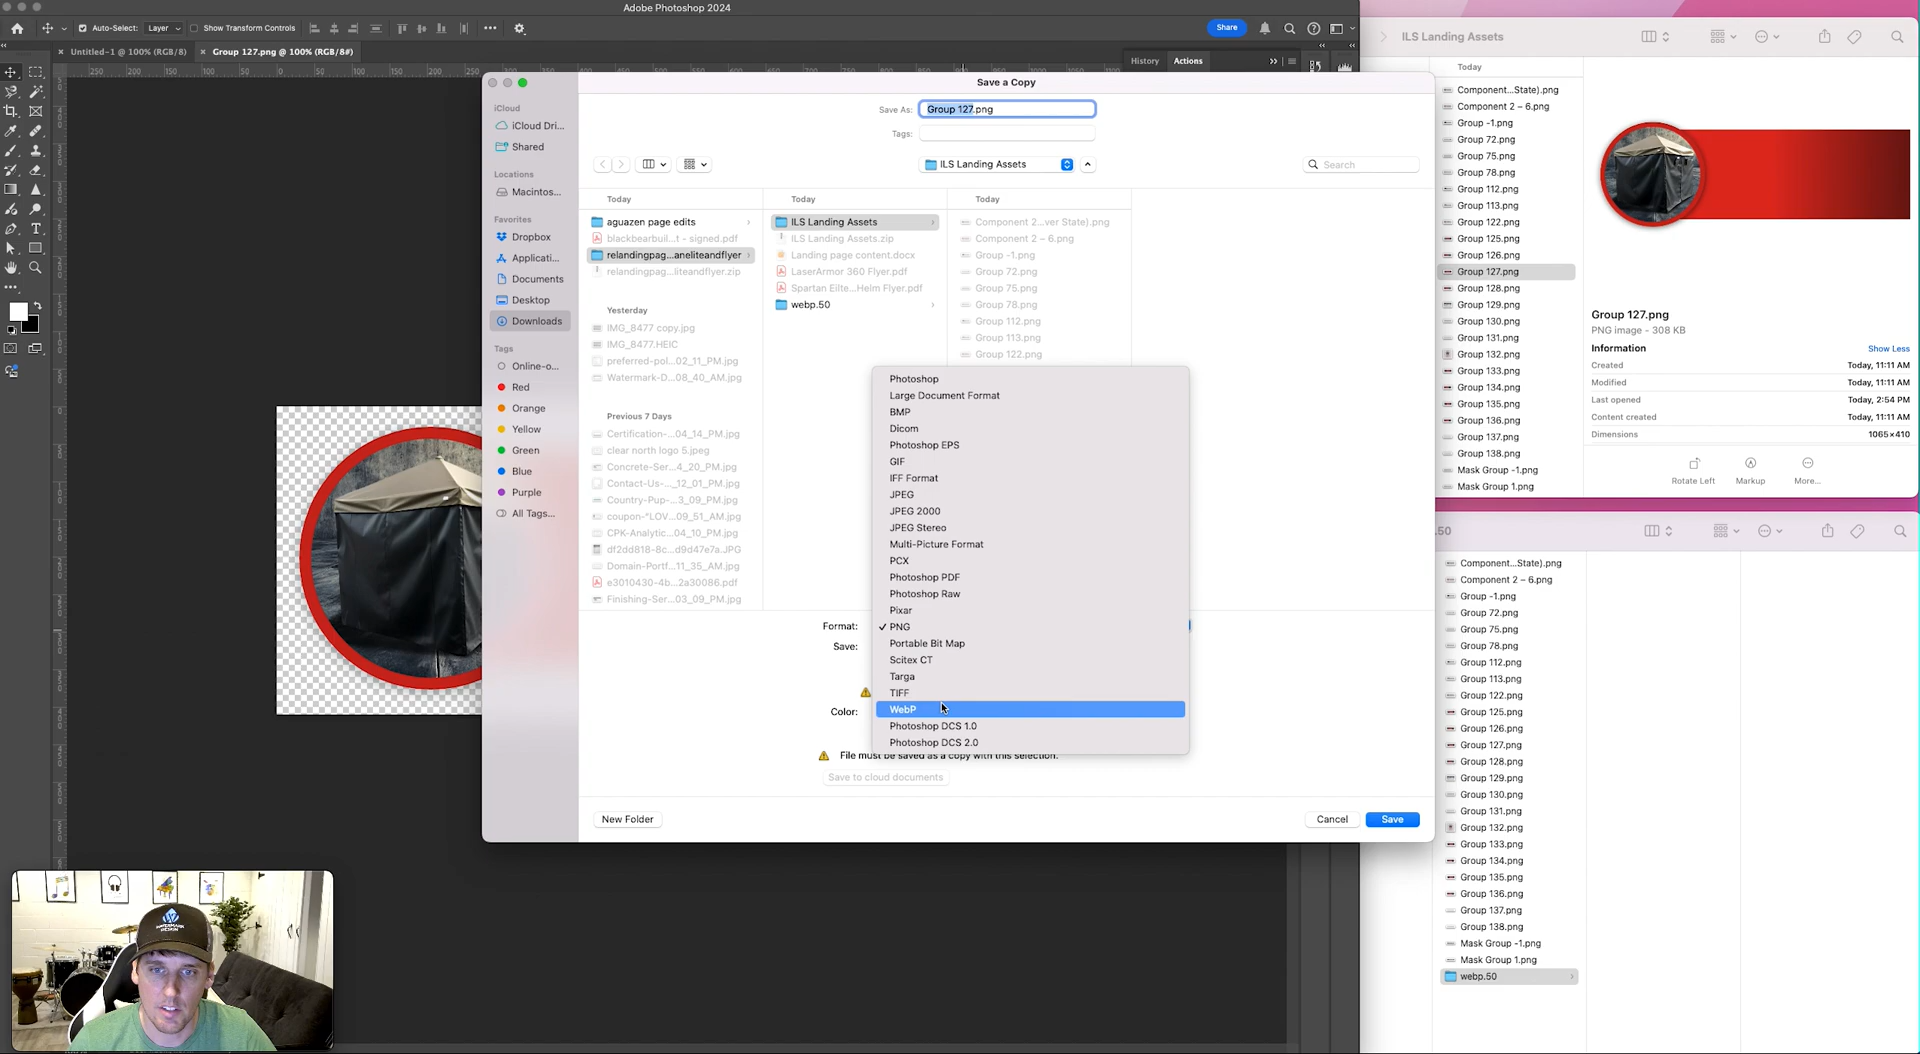 Adobe Photoshop 2024
Auto-Select: Layer Show Transform Controls Share
Untitled-1 @ 100% (RGB/8) Group 127.png @ 100% (RGB/8#)
History Actions
Save a Copy
iCloud
iCloud Dri...
Shared
Locations
Macintos...
Favorites
Dropbox
Applicati...
Documents
Desktop
Downloads
Tags
Online-o...
Red
Orange
Yellow
Green
Blue
Purple
All Tags...
Save As: Group 127.png
Tags:
ILS Landing Assets
Search
Today
aguazen page edits
blackbearbuil...t - signed.pdf
relandingpag...aneliteandflyer
relandingpag...liteandflyer.zip
Yesterday
IMG_8477 copy.jpg
IMG_8477.HEIC
preferred-pol...02_11_PM.jpg
Watermark-D...08_40_AM.jpg
Previous 7 Days
Certification-...04_14_PM.jpg
clear north logo 5.jpeg
Concrete-Ser...4_20_PM.jpg
Contact-Us-..._12_01_PM.jpg
Country-Pup-...3_09_PM.jpg
coupon-*LOV...09_51_AM.jpg
CPK-Analytic...04_10_PM.jpg
df2dd818-8c...d9d47e7a.JPG
Domain-Portf...11_35_AM.jpg
e3010430-4b...2a30086.pdf
Finishing-Ser...03_09_PM.jpg
Today
ILS Landing Assets
ILS Landing Assets.zip
Landing page content.docx
LaserArmor 360 Flyer.pdf
Spartan Eilte...Helm Flyer.pdf
webp.50
Today
Component 2...ver State).png
Component 2 – 6.png
Group -1.png
Group 72.png
Group 75.png
Group 78.png
Group 112.png
Group 113.png
Group 122.png
Format:
Save:
Color:
Photoshop
Large Document Format
BMP
Dicom
Photoshop EPS
GIF
IFF Format
JPEG
JPEG 2000
JPEG Stereo
Multi-Picture Format
PCX
Photoshop PDF
Photoshop Raw
Pixar
✓ PNG
Portable Bit Map
Scitex CT
Targa
TIFF
WebP
Photoshop DCS 1.0
Photoshop DCS 2.0
File must be saved as a copy with this selection.
Save to cloud documents
New Folder Cancel Save
ILS Landing Assets
Today
Component...State).png
Component 2 – 6.png
Group -1.png
Group 72.png
Group 75.png
Group 78.png
Group 112.png
Group 113.png
Group 122.png
Group 125.png
Group 126.png
Group 127.png
Group 128.png
Group 129.png
Group 130.png
Group 131.png
Group 132.png
Group 133.png
Group 134.png
Group 135.png
Group 136.png
Group 137.png
Group 138.png
Mask Group -1.png
Mask Group 1.png
Group 127.png
PNG image - 308 KB
Information Show Less
Created Today, 11:11 AM
Modified Today, 11:11 AM
Last opened Today, 2:54 PM
Content created Today, 11:11 AM
Dimensions 1065×410
Rotate Left Markup More...
.50
Component...State).png
Component 2 – 6.png
Group -1.png
Group 72.png
Group 75.png
Group 78.png
Group 112.png
Group 113.png
Group 122.png
Group 125.png
Group 126.png
Group 127.png
Group 128.png
Group 129.png
Group 130.png
Group 131.png
Group 132.png
Group 133.png
Group 134.png
Group 135.png
Group 136.png
Group 137.png
Group 138.png
Mask Group -1.png
Mask Group 1.png
webp.50